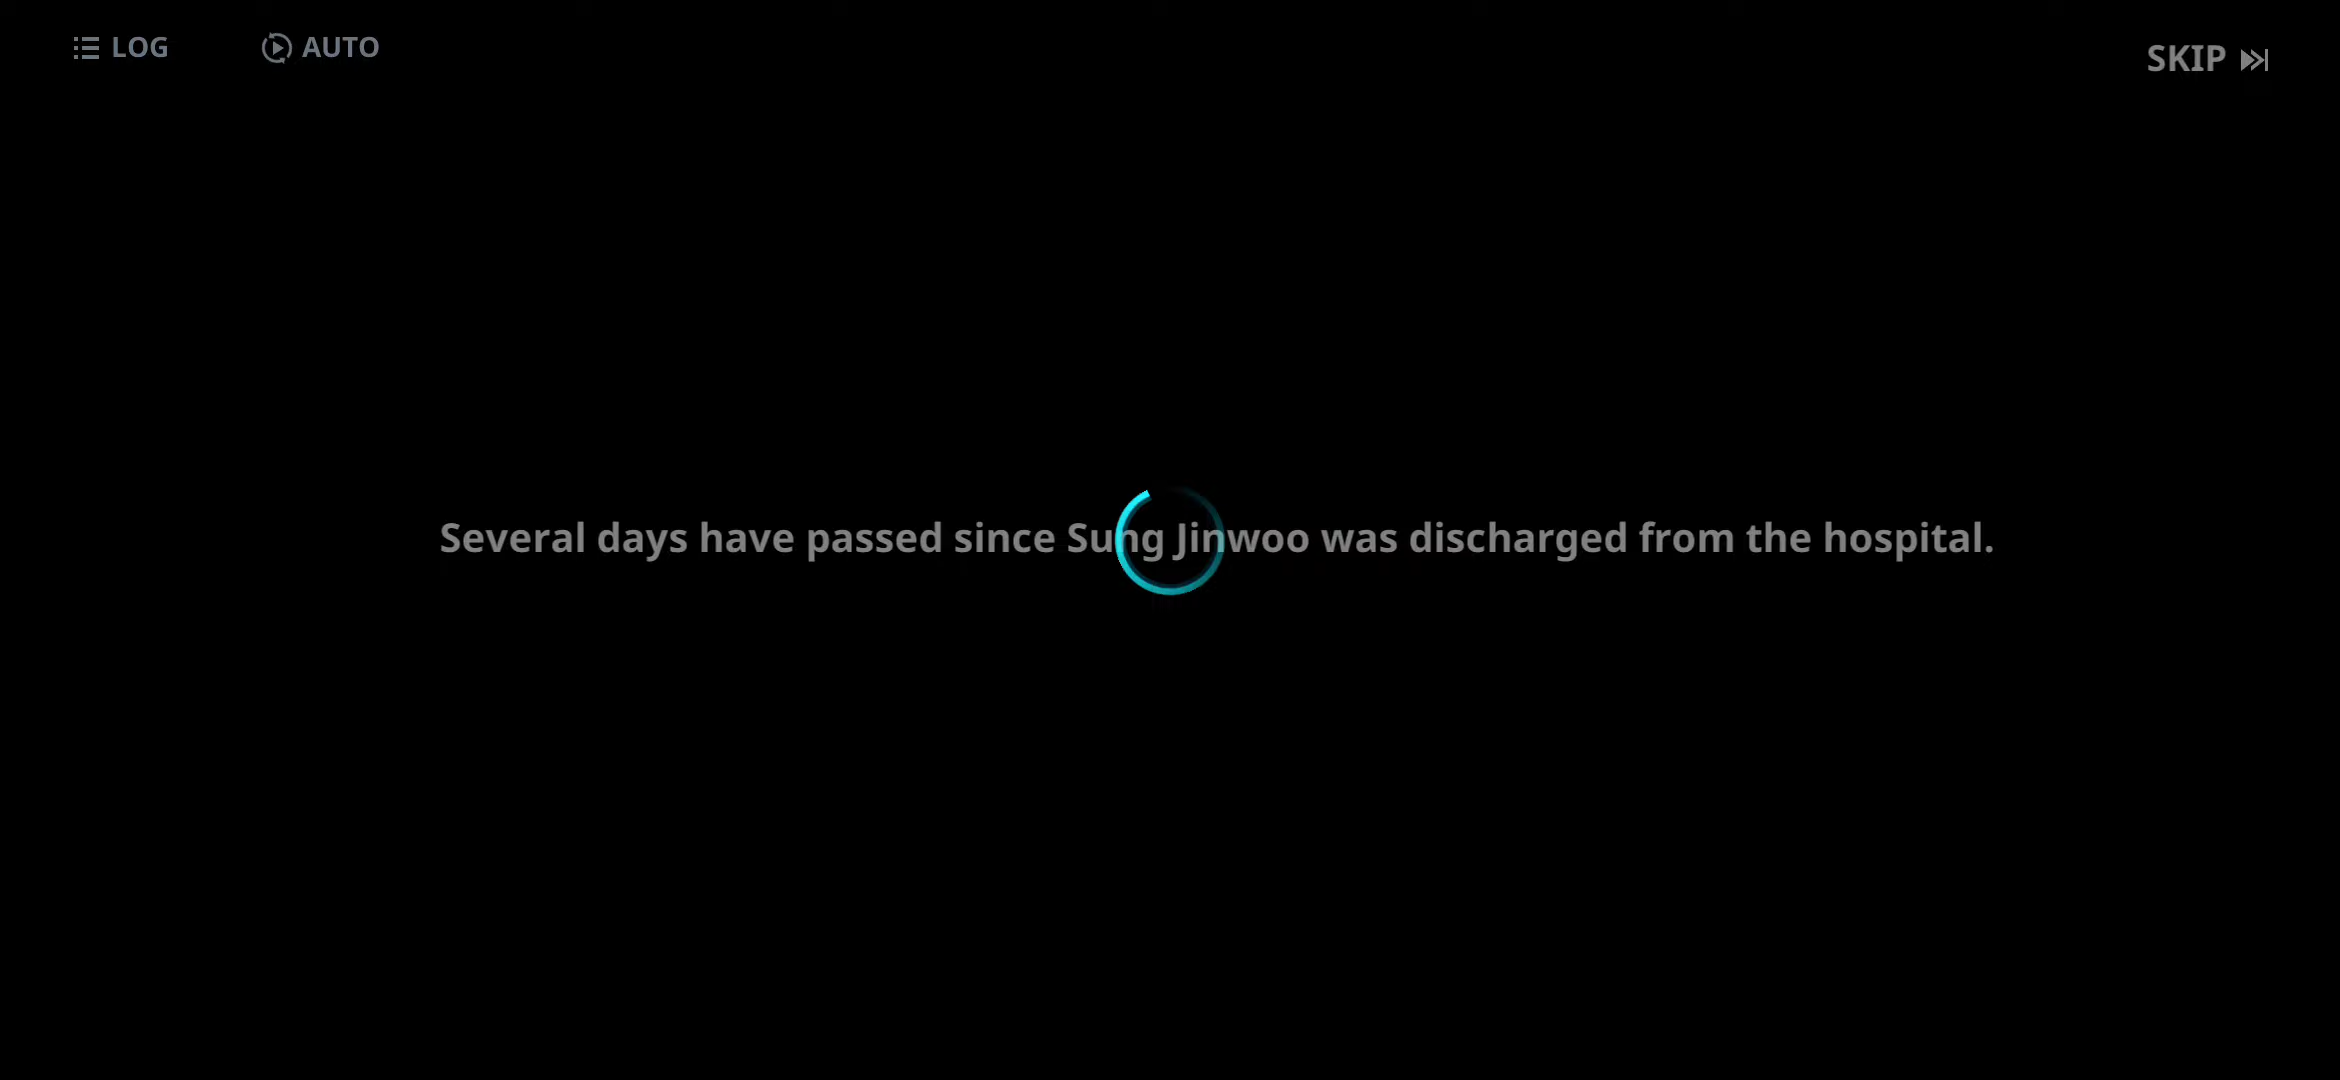 LOG
AUTO
SKIP
Several days have passed since Sung Jinwoo was discharged from the hospital.